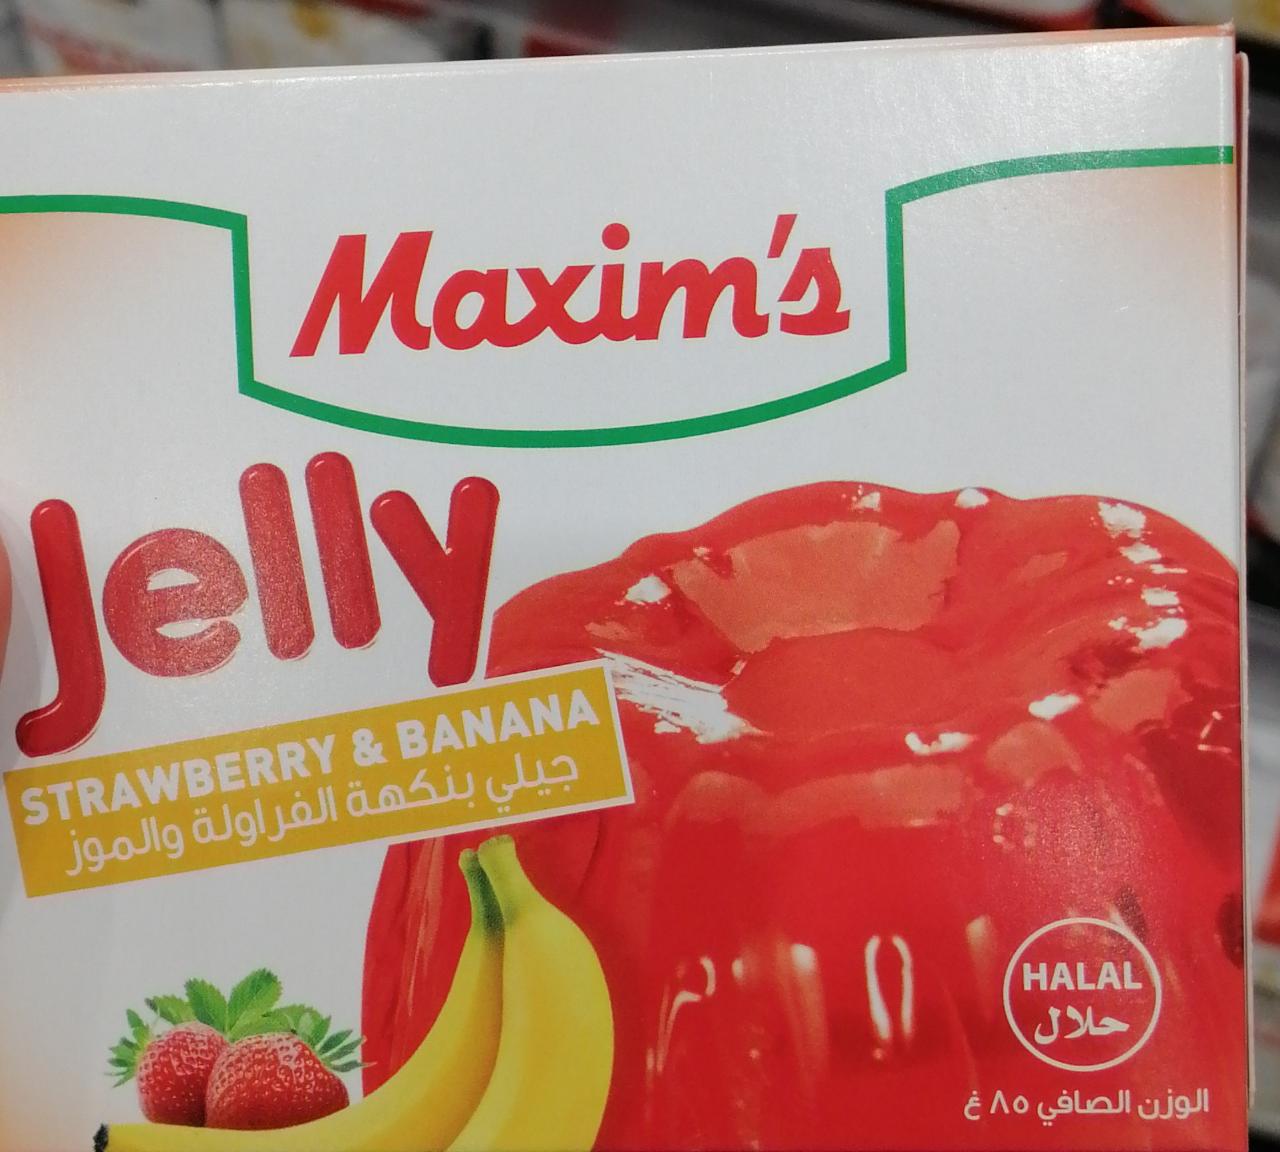 Maxim's
Jelly
STRAWBERRY & BANANA
جيلي بنكهة الفراولة والموز
HALAL
حلال
الوزن الصافي ٨٥ غ